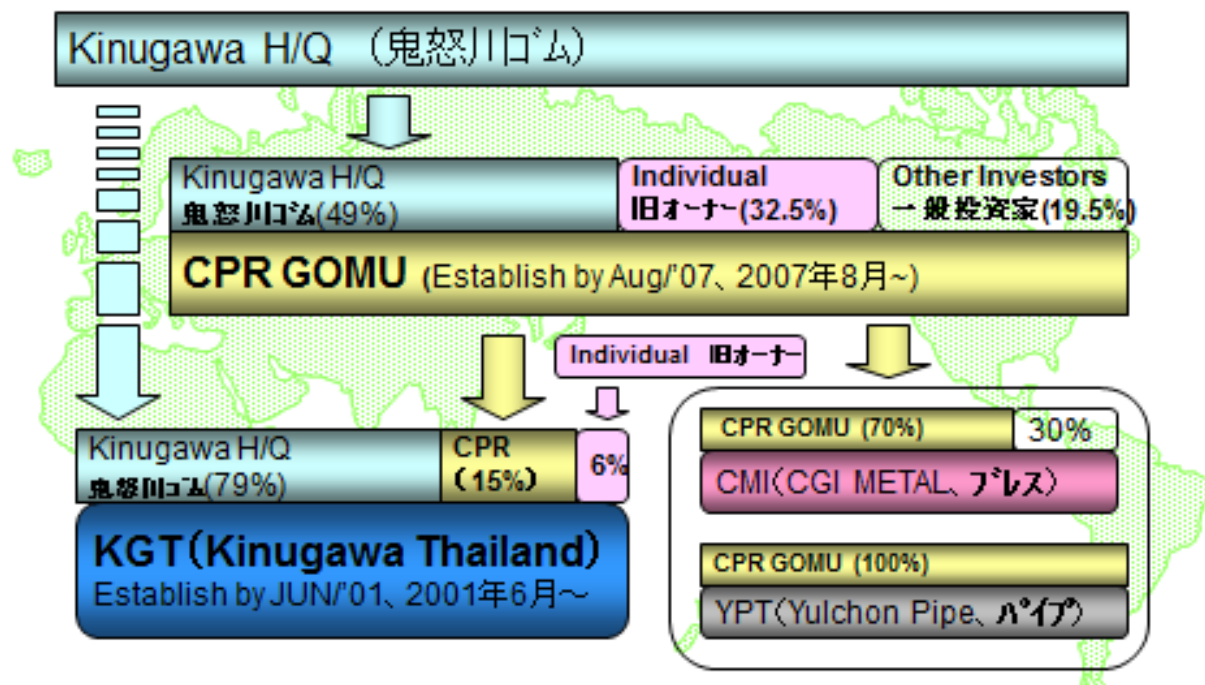 Kinugawa H/Q （鬼怒川ｺﾞﾑ）
Kinugawa H/Q
鬼怒川ｺﾞﾑ(49%)
Individual
旧ｵｰﾅｰ(32.5%)
Other Investors
一般投資家(19.5%)
CPR GOMU (Establish by Aug/'07、2007年8月~)
Individual 旧ｵｰﾅｰ
Kinugawa H/Q
鬼怒川ｺﾞﾑ(79%)
CPR
(15%)
6%
KGT(Kinugawa Thailand)
Establish by JUN/'01、2001年6月～
CPR GOMU (70%)
30%
CMI(CGI METAL、ﾌﾟﾚｽ)
CPR GOMU (100%)
YPT(Yulchon Pipe、ﾊﾟｲﾌﾟ)